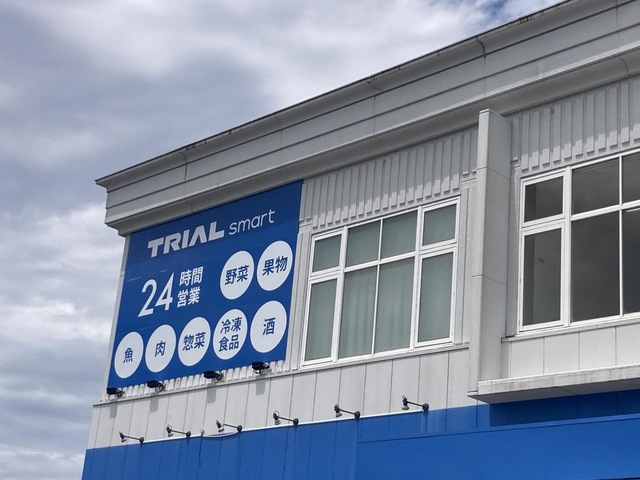 TRIAL smart
24時間営業
野菜
果物
魚
肉
惣菜
冷凍食品
酒